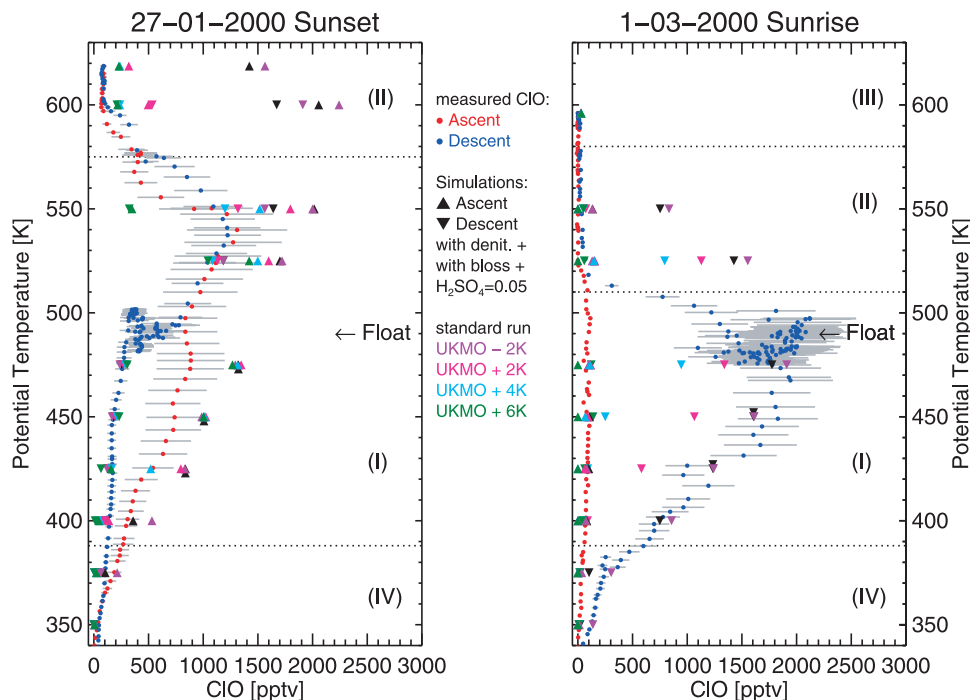 27–01–2000 Sunset
1–03–2000 Sunrise
Potential Temperature [K]
600
550
500
450
400
350
(II)
← Float
(I)
(IV)
0 500 1000 1500 2000 2500 3000
ClO [pptv]
measured ClO:
Ascent
Descent
Simulations:
Ascent
Descent
with denit. +
with bloss +
H₂SO₄=0.05
standard run
UKMO – 2K
UKMO + 2K
UKMO + 4K
UKMO + 6K
(III)
(II)
← Float
(I)
(IV)
600
550
500
450
400
350
Potential Temperature [K]
0 500 1000 1500 2000 2500 3000
ClO [pptv]